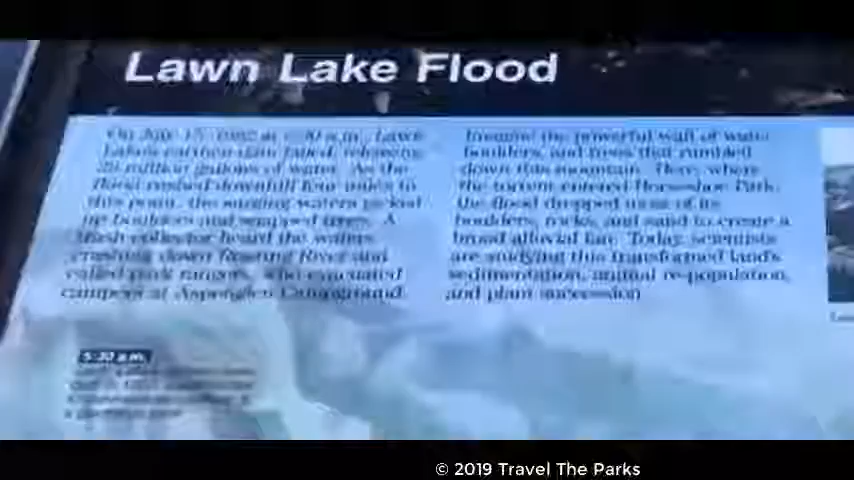 Lawn Lake Flood
On July 15, 1982 at 5:30 a.m., Lawn
Lake's earthen dam failed, releasing
million gallons of water. As the
flood rushed downhill four miles to
this point, the surging waters picked
up boulders and snapped trees. A
trash collector heard the waters
crashing down Roaring River and
called park rangers, who evacuated
campers at Aspenglen Campground.
Imagine the powerful wall of water,
boulders, and trees that rumbled
down this mountain. Here, where
the torrent entered Horseshoe Park,
the flood dropped most of its
boulders, rocks, and sand to create a
broad alluvial fan. Today, scientists
are studying this transformed land's
sedimentation, animal re-population,
and plant succession.
5:30 a.m.
© 2019 Travel The Parks